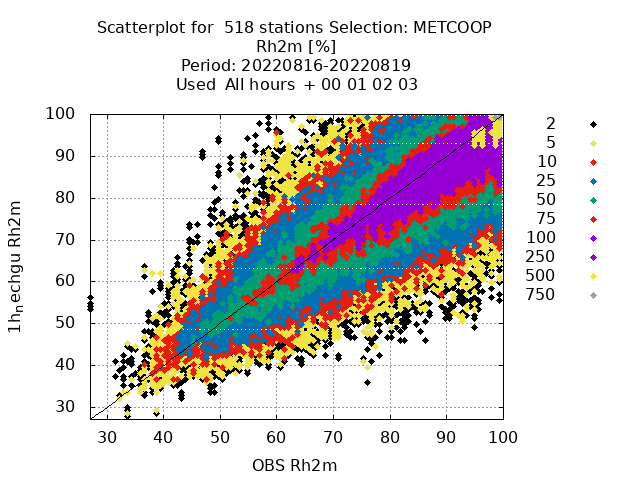 Scatterplot for  518 stations Selection: METCOOP
Rh2m [%]
Period: 20220816-20220819
Used  All hours  + 00 01 02 03
100
90
80
70
60
50
40
30
30 40 50 60 70 80 90 100
1h_nechgu Rh2m
OBS Rh2m
2
5
10
25
50
75
100
250
500
750